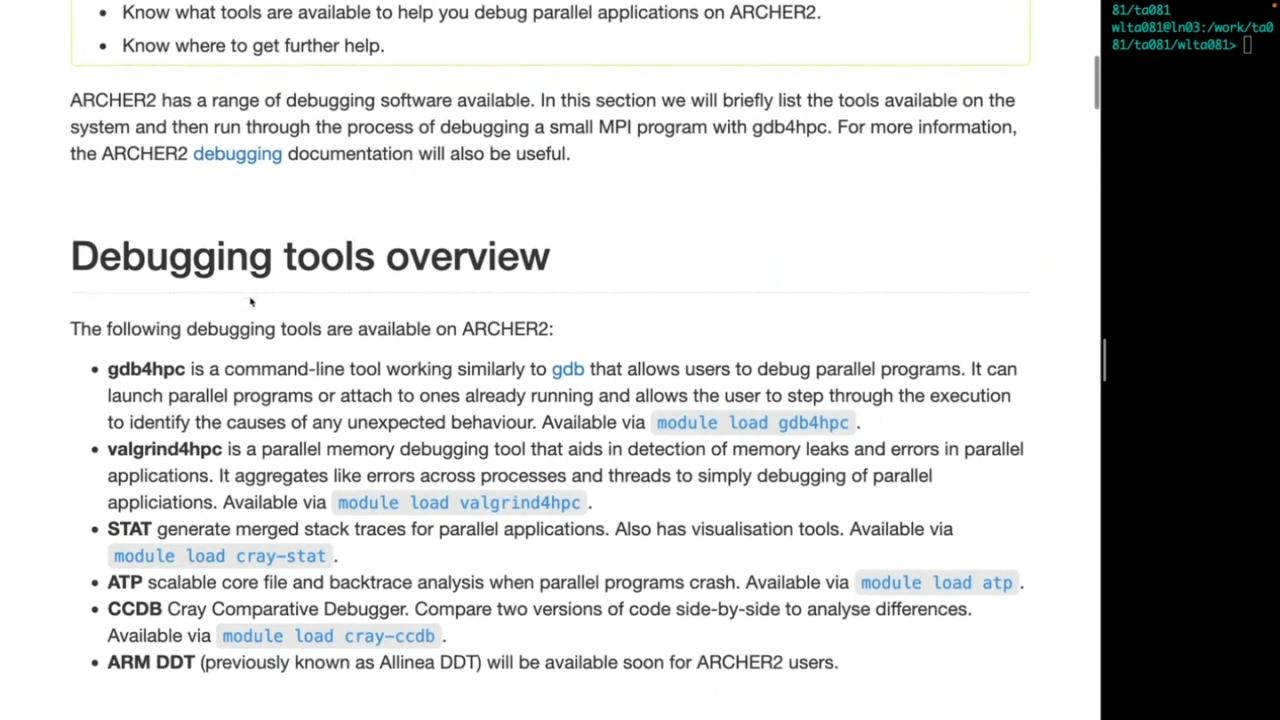 Know what tools are available to help you debug parallel applications on ARCHER2.
Know where to get further help.
ARCHER2 has a range of debugging software available. In this section we will briefly list the tools available on the
system and then run through the process of debugging a small MPI program with gdb4hpc. For more information,
the ARCHER2 debugging documentation will also be useful.
Debugging tools overview
The following debugging tools are available on ARCHER2:
gdb4hpc is a command-line tool working similarly to gdb that allows users to debug parallel programs. It can
launch parallel programs or attach to ones already running and allows the user to step through the execution
to identify the causes of any unexpected behaviour. Available via module load gdb4hpc.
valgrind4hpc is a parallel memory debugging tool that aids in detection of memory leaks and errors in parallel
applications. It aggregates like errors across processes and threads to simply debugging of parallel
appliciations. Available via module load valgrind4hpc.
STAT generate merged stack traces for parallel applications. Also has visualisation tools. Available via
module load cray-stat.
ATP scalable core file and backtrace analysis when parallel programs crash. Available via module load atp.
CCDB Cray Comparative Debugger. Compare two versions of code side-by-side to analyse differences.
Available via module load cray-ccdb.
ARM DDT (previously known as Allinea DDT) will be available soon for ARCHER2 users.
81/ta081
wlta081@ln03:/work/ta0
81/ta081/wlta081>